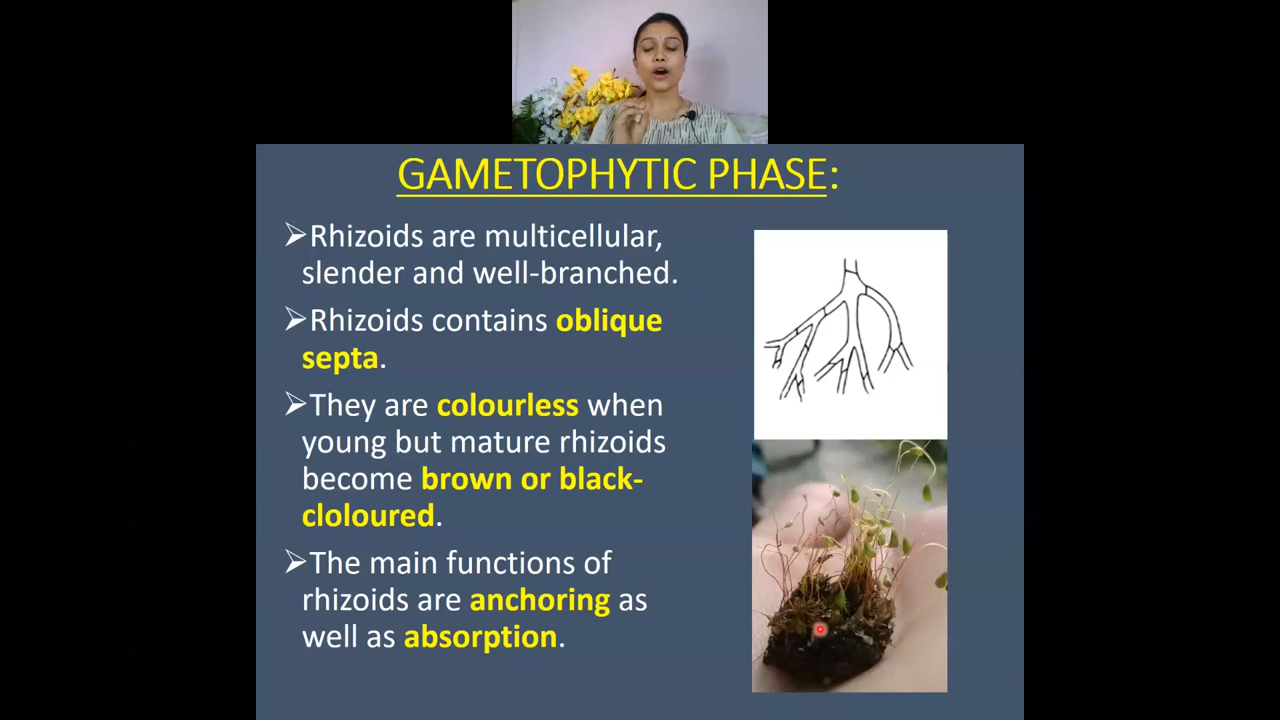 GAMETOPHYTIC PHASE:
➢Rhizoids are multicellular,
slender and well-branched.
➢Rhizoids contains oblique
septa.
➢They are colourless when
young but mature rhizoids
become brown or black-
cloloured.
➢The main functions of
rhizoids are anchoring as
well as absorption.